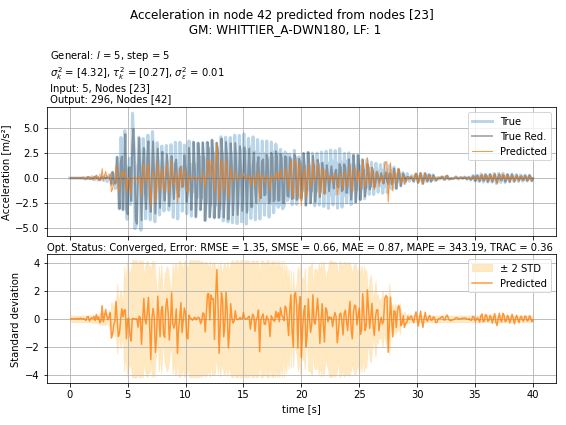 Acceleration in node 42 predicted from nodes [23]
GM: WHITTIER_A-DWN180, LF: 1
General: l = 5, step = 5
σ²ₖ = [4.32], τ²ₖ = [0.27], σ²ε = 0.01
Input: 5, Nodes [23]
Output: 296, Nodes [42]
Acceleration [m/s²]
5.0
2.5
0.0
−2.5
−5.0
True
True Red.
Predicted
Opt. Status: Converged, Error: RMSE = 1.35, SMSE = 0.66, MAE = 0.87, MAPE = 343.19, TRAC = 0.36
Standard deviation
4
2
0
−2
−4
± 2 STD
Predicted
0 5 10 15 20 25 30 35 40
time [s]